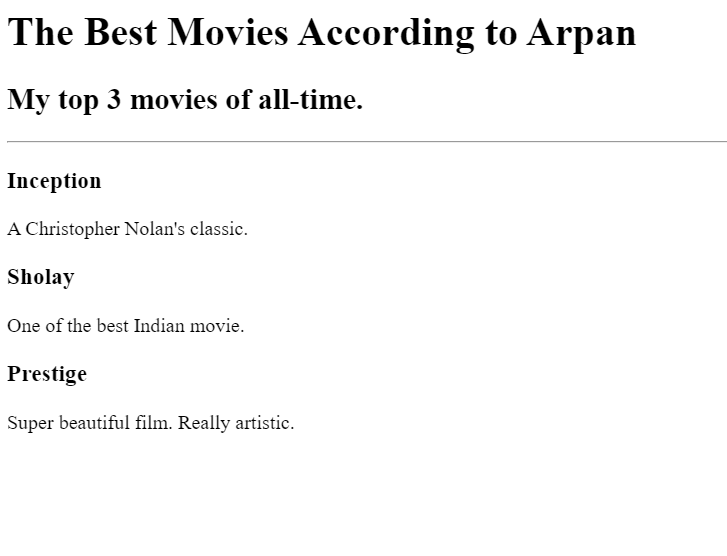 The Best Movies According to Arpan
My top 3 movies of all-time.
Inception
A Christopher Nolan's classic.
Sholay
One of the best Indian movie.
Prestige
Super beautiful film. Really artistic.